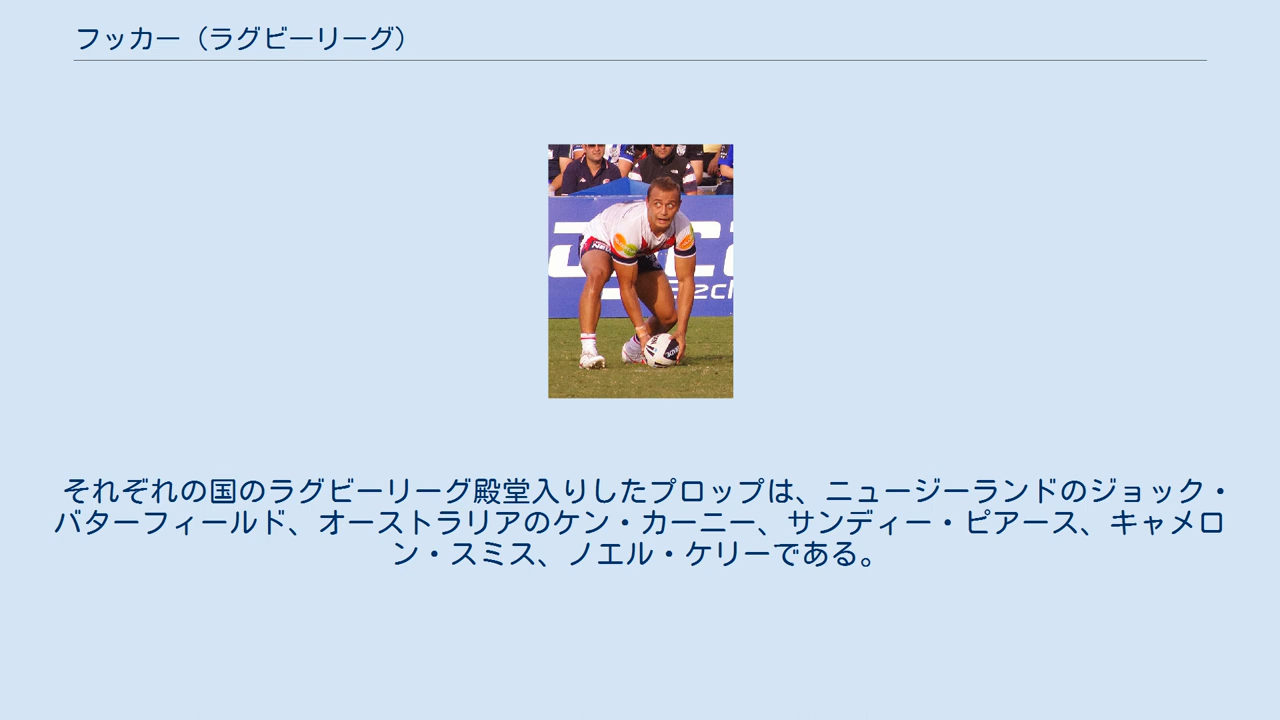 フッカー（ラグビーリーグ）
それぞれの国のラグビーリーグ殿堂入りしたプロップは、ニュージーランドのジョック・
バターフィールド、オーストラリアのケン・カーニー、サンディー・ピアース、キャメロ
ン・スミス、ノエル・ケリーである。